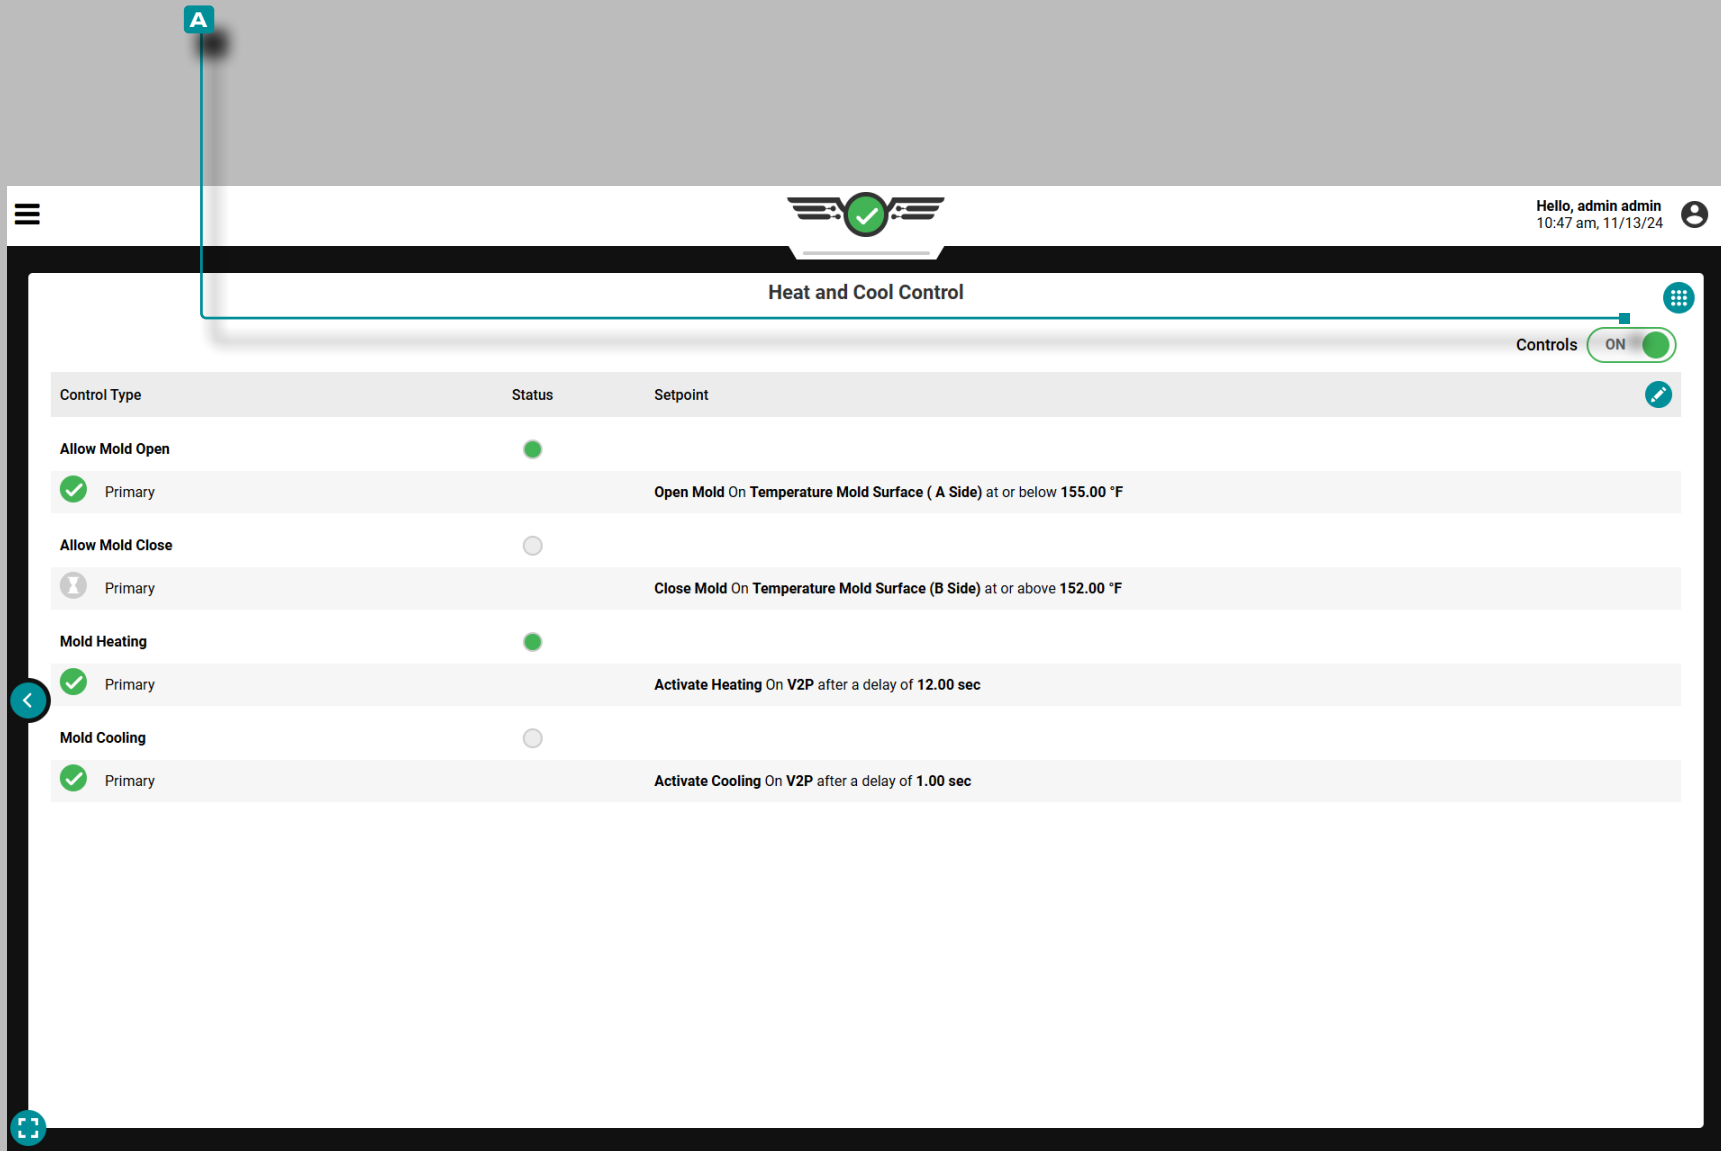 A
Hello, admin admin
10:47 am, 11/13/24
Heat and Cool Control
Controls ON
Control Type Status Setpoint
Allow Mold Open
Primary Open Mold On Temperature Mold Surface ( A Side) at or below 155.00 °F
Allow Mold Close
Primary Close Mold On Temperature Mold Surface (B Side) at or above 152.00 °F
Mold Heating
Primary Activate Heating On V2P after a delay of 12.00 sec
Mold Cooling
Primary Activate Cooling On V2P after a delay of 1.00 sec